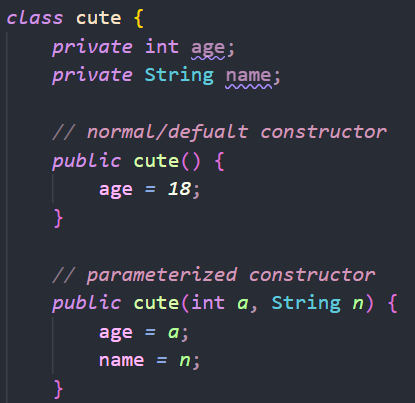 class cute {
    private int age;
    private String name;

    // normal/defualt constructor
    public cute() {
        age = 18;
    }

    // parameterized constructor
    public cute(int a, String n) {
        age = a;
        name = n;
    }